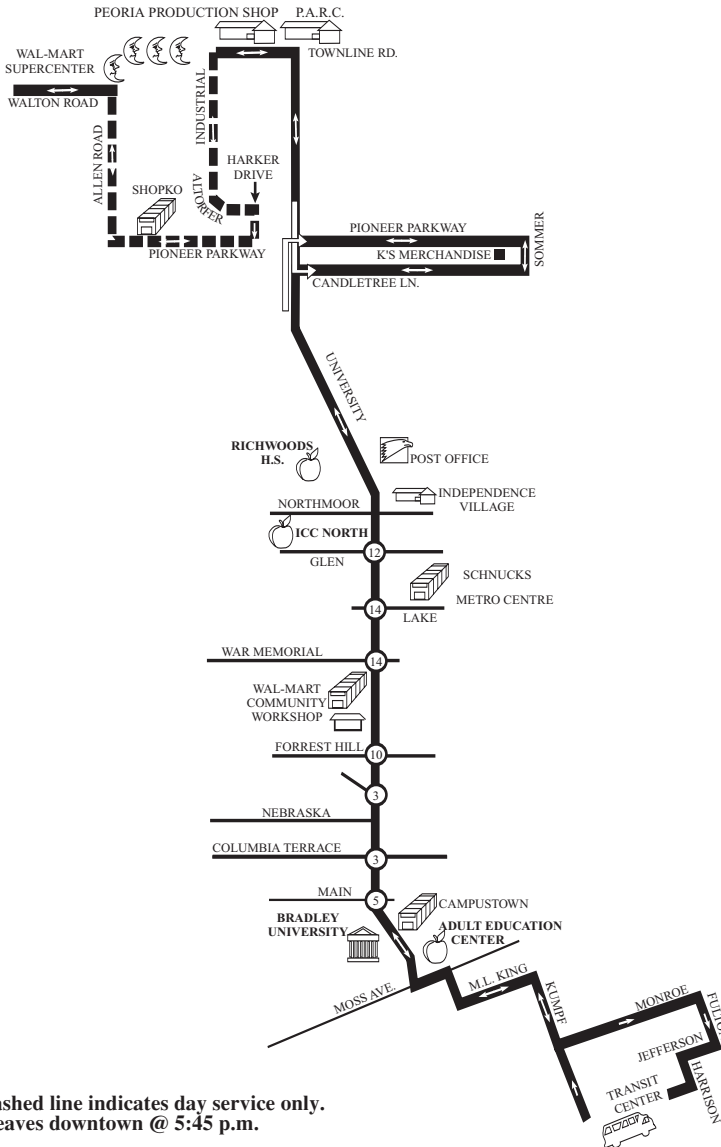 PEORIA PRODUCTION SHOP P.A.R.C.
WAL-MART
SUPERCENTER
TOWNLINE RD.
WALTON ROAD
INDUSTRIAL
ALLEN ROAD
HARKER
DRIVE
SHOPKO
ALTORFER
PIONEER PARKWAY
SOMMER
PIONEER PARKWAY
K'S MERCHANDISE
CANDLETREE LN.
UNIVERSITY
RICHWOODS
H.S.
POST OFFICE
INDEPENDENCE
VILLAGE
NORTHMOOR
ICC NORTH
12
GLEN
SCHNUCKS
METRO CENTRE
14
LAKE
WAR MEMORIAL
14
WAL-MART
COMMUNITY
WORKSHOP
FORREST HILL
10
3
NEBRASKA
COLUMBIA TERRACE
3
MAIN
5
CAMPUSTOWN
BRADLEY
UNIVERSITY
ADULT EDUCATION
CENTER
MOSS AVE.
M.L. KING
KUMPF
MONROE
JEFFERSON
HARRISON
TRANSIT
CENTER
line indicates day service only.
downtown @ 5:45 p.m.